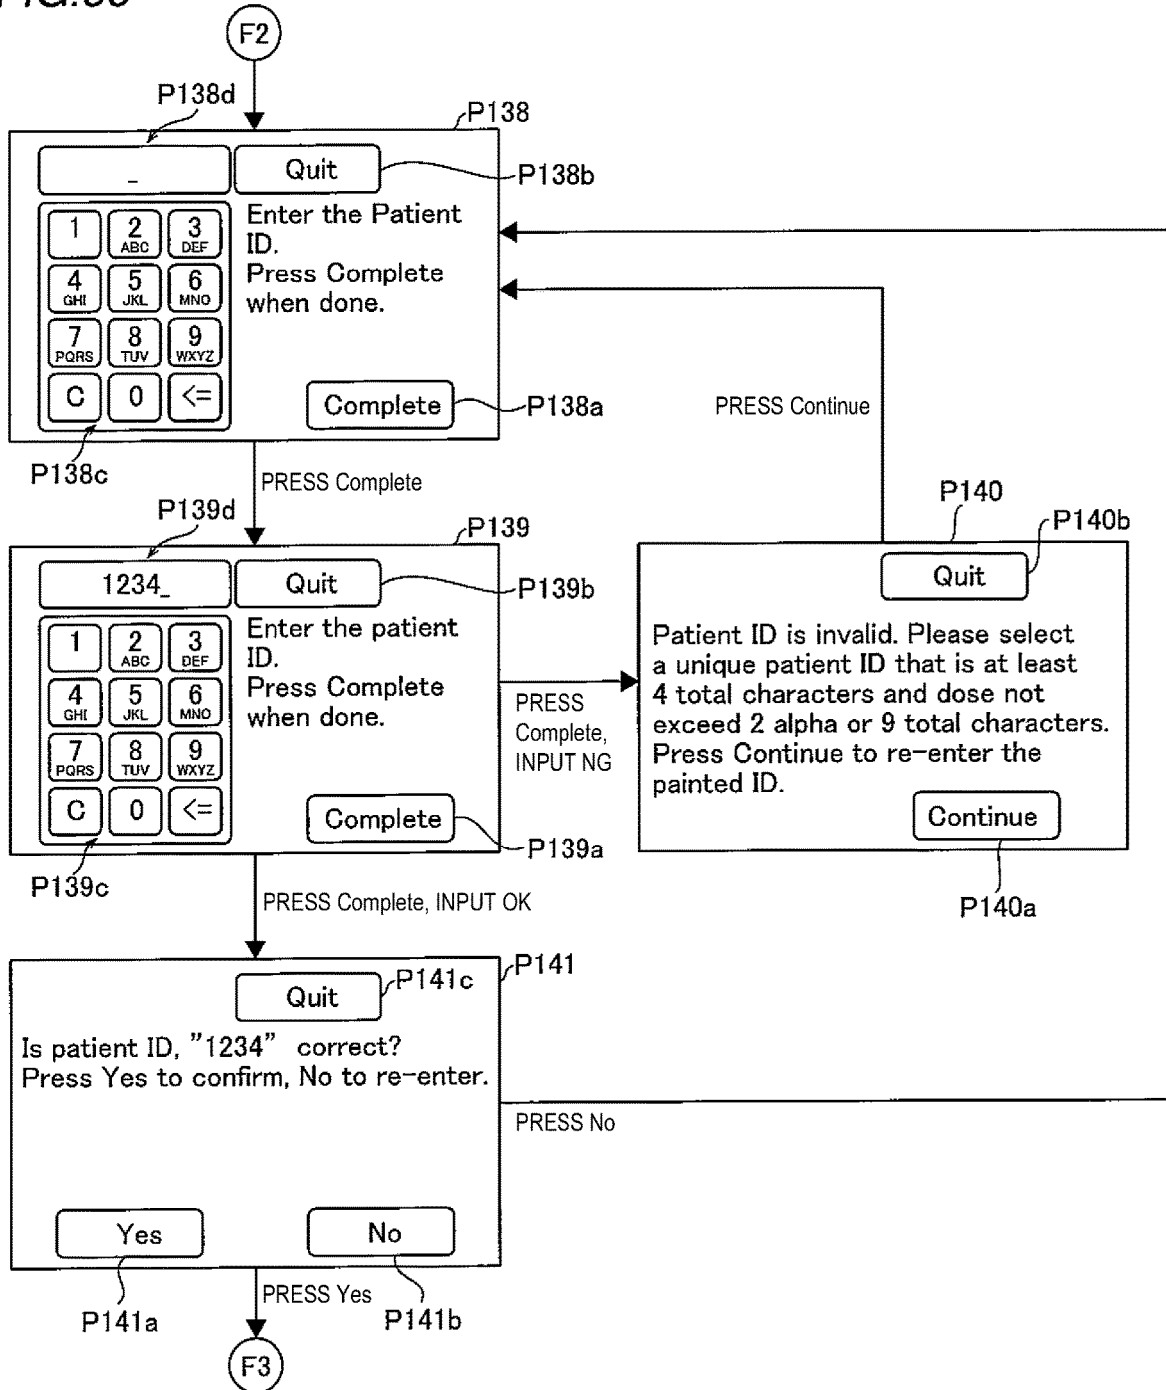 F2
P138d
P138
_
Quit
P138b
1
2
ABC
3
DEF
4
GHI
5
JKL
6
MNO
7
PQRS
8
TUV
9
WXYZ
C
0
<=
Enter the Patient
ID.
Press Complete
when done.
Complete
P138a
P138c
PRESS Complete
PRESS Continue
P139d
P139
1234_
Quit
P139b
1
2
ABC
3
DEF
4
GHI
5
JKL
6
MNO
7
PQRS
8
TUV
9
WXYZ
C
0
<=
Enter the patient
ID.
Press Complete
when done.
Complete
P139a
P139c
PRESS
Complete,
INPUT NG
P140
P140b
Quit
Patient ID is invalid. Please select
a unique patient ID that is at least
4 total characters and dose not
exceed 2 alpha or 9 total characters.
Press Continue to re-enter the
painted ID.
Continue
P140a
PRESS Complete, INPUT OK
P141
Quit
P141c
Is patient ID, "1234" correct?
Press Yes to confirm, No to re-enter.
PRESS No
Yes
No
P141a
PRESS Yes
P141b
F3